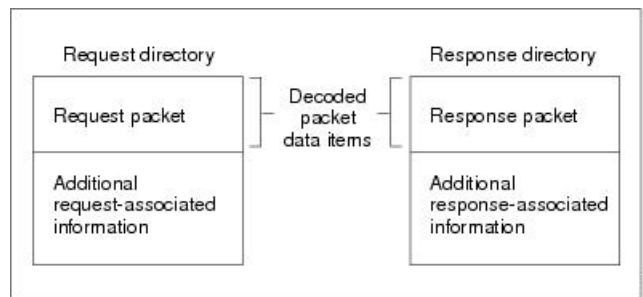 Request directory
Request packet
Additional
request-associated
information
Decoded
packet
data items
Response directory
Response packet
Additional
response-associated
information